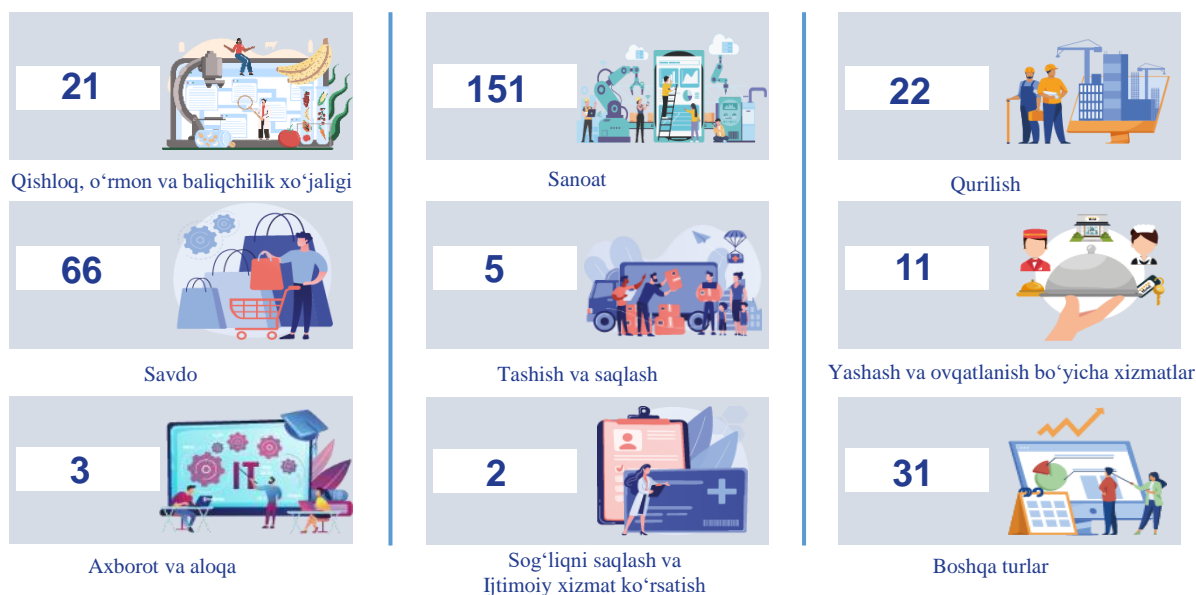 21
151
22
Qishloq, o‘rmon va baliqchilik xo‘jaligi
Sanoat
Qurilish
66
5
11
Savdo
Tashish va saqlash
Yashash va ovqatlanish bo‘yicha xizmatlar
3
IT
2
31
Axborot va aloqa
Sog‘liqni saqlash va
Ijtimoiy xizmat ko‘rsatish
Boshqa turlar